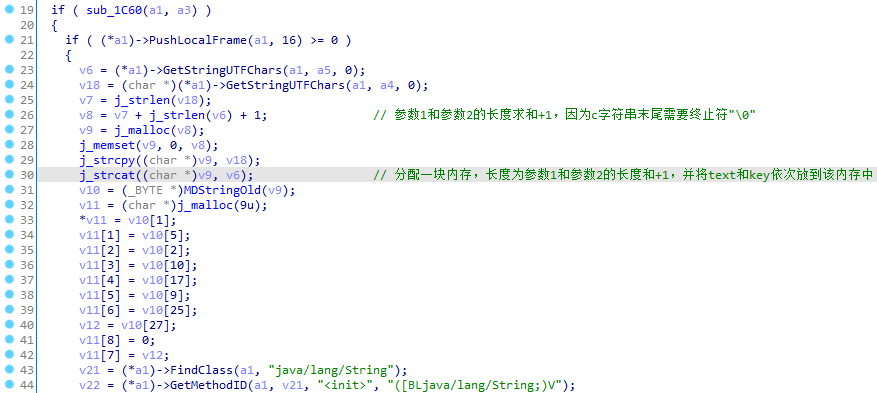 19 if ( sub_1C60(a1, a3) )
20 {
21 if ( (*a1)->PushLocalFrame(a1, 16) >= 0 )
22 {
23 v6 = (*a1)->GetStringUTFChars(a1, a5, 0);
24 v18 = (char *)(*a1)->GetStringUTFChars(a1, a4, 0);
25 v7 = j_strlen(v18);
26 v8 = v7 + j_strlen(v6) + 1; // 参数1和参数2的长度求和+1，因为c字符串末尾需要终止符"\0"
27 v9 = j_malloc(v8);
28 j_memset(v9, 0, v8);
29 j_strcpy((char *)v9, v18);
30 j_strcat((char *)v9, v6); // 分配一块内存，长度为参数1和参数2的长度和+1，并将text和key依次放到该内存中
31 v10 = (_BYTE *)MDStringOld(v9);
32 v11 = (char *)j_malloc(9u);
33 *v11 = v10[1];
34 v11[1] = v10[5];
35 v11[2] = v10[2];
36 v11[3] = v10[10];
37 v11[4] = v10[17];
38 v11[5] = v10[9];
39 v11[6] = v10[25];
40 v12 = v10[27];
41 v11[8] = 0;
42 v11[7] = v12;
43 v21 = (*a1)->FindClass(a1, "java/lang/String");
44 v22 = (*a1)->GetMethodID(a1, v21, "<init>", "([BLjava/lang/String;)V");